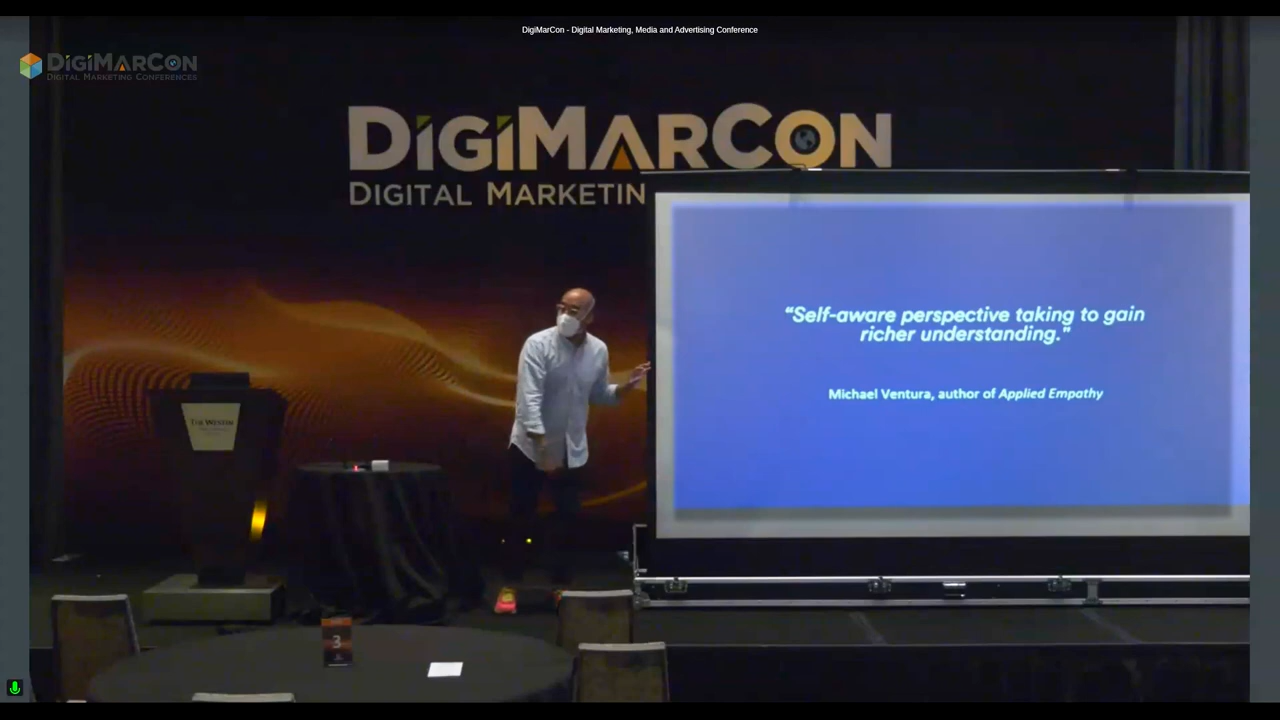 DigiMarCon - Digital Marketing, Media and Advertising Conference
DIGIMARCON
DIGITAL MARKETING CONFERENCES
DIGIMARCON
DIGITAL MARKETIN
"Self-aware perspective taking to gain
richer understanding."
Michael Ventura, author of Applied Empathy
THE WESTIN
3